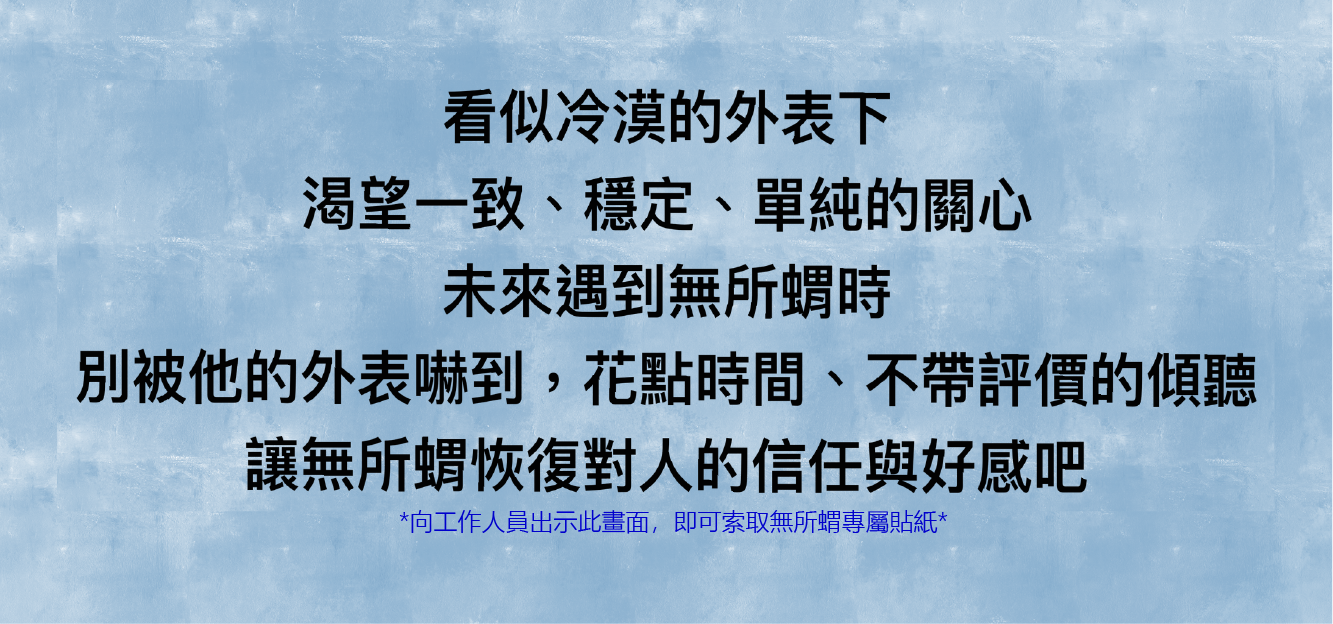 看似冷漠的外表下
渴望一致、穩定、單純的關心
未來遇到無所蝟時
別被他的外表嚇到，花點時間、不帶評價的傾聽
讓無所蝟恢復對人的信任與好感吧
*向工作人員出示此畫面，即可索取無所蝟專屬貼紙*